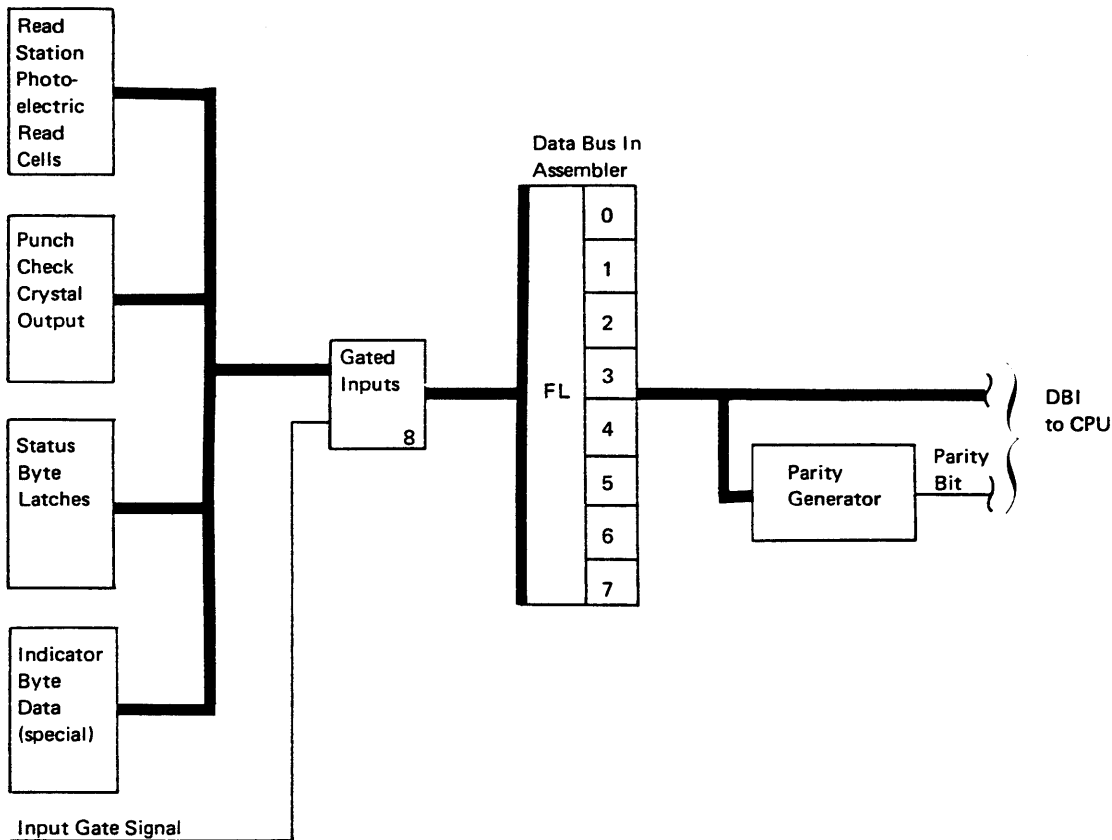 Read
Station
Photo-
electric
Read
Cells
Punch
Check
Crystal
Output
Status
Byte
Latches
Indicator
Byte
Data
(special)
Input Gate Signal
Gated
Inputs
8
Data Bus In
Assembler
FL
0
1
2
3
4
5
6
7
Parity
Generator
Parity
Bit
DBI
to CPU